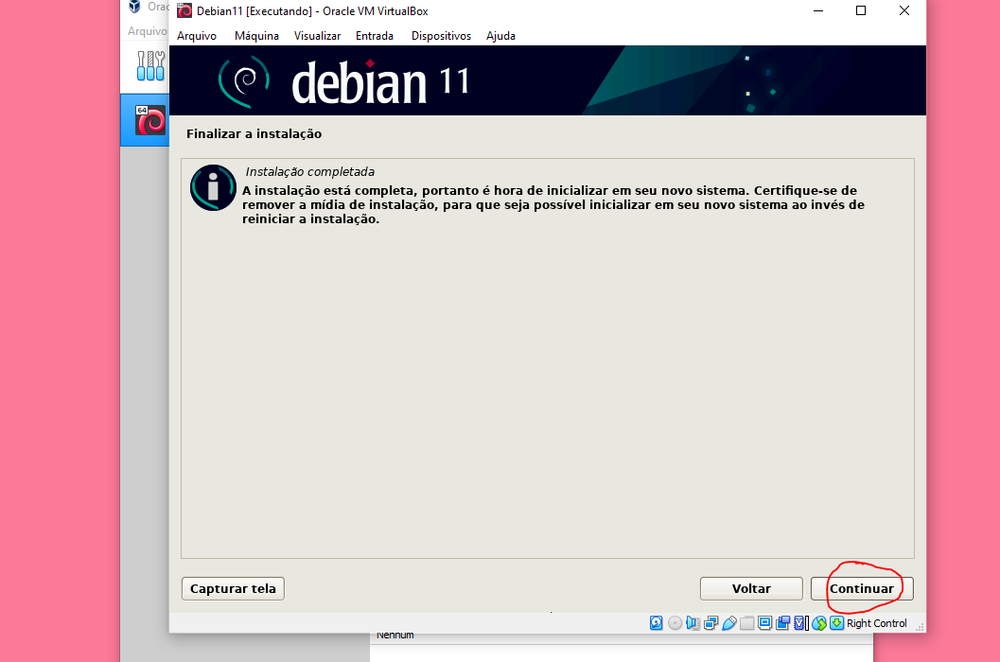 Orac
Debian11 [Executando] - Oracle VM VirtualBox
Arquivo
Arquivo Máquina Visualizar Entrada Dispositivos Ajuda
64
debian 11
Finalizar a instalação
Instalação completada
A instalação está completa, portanto é hora de inicializar em seu novo sistema. Certifique-se de
remover a mídia de instalação, para que seja possível inicializar em seu novo sistema ao invés de
reiniciar a instalação.
Capturar tela Voltar Continuar
Right Control
Nenhum